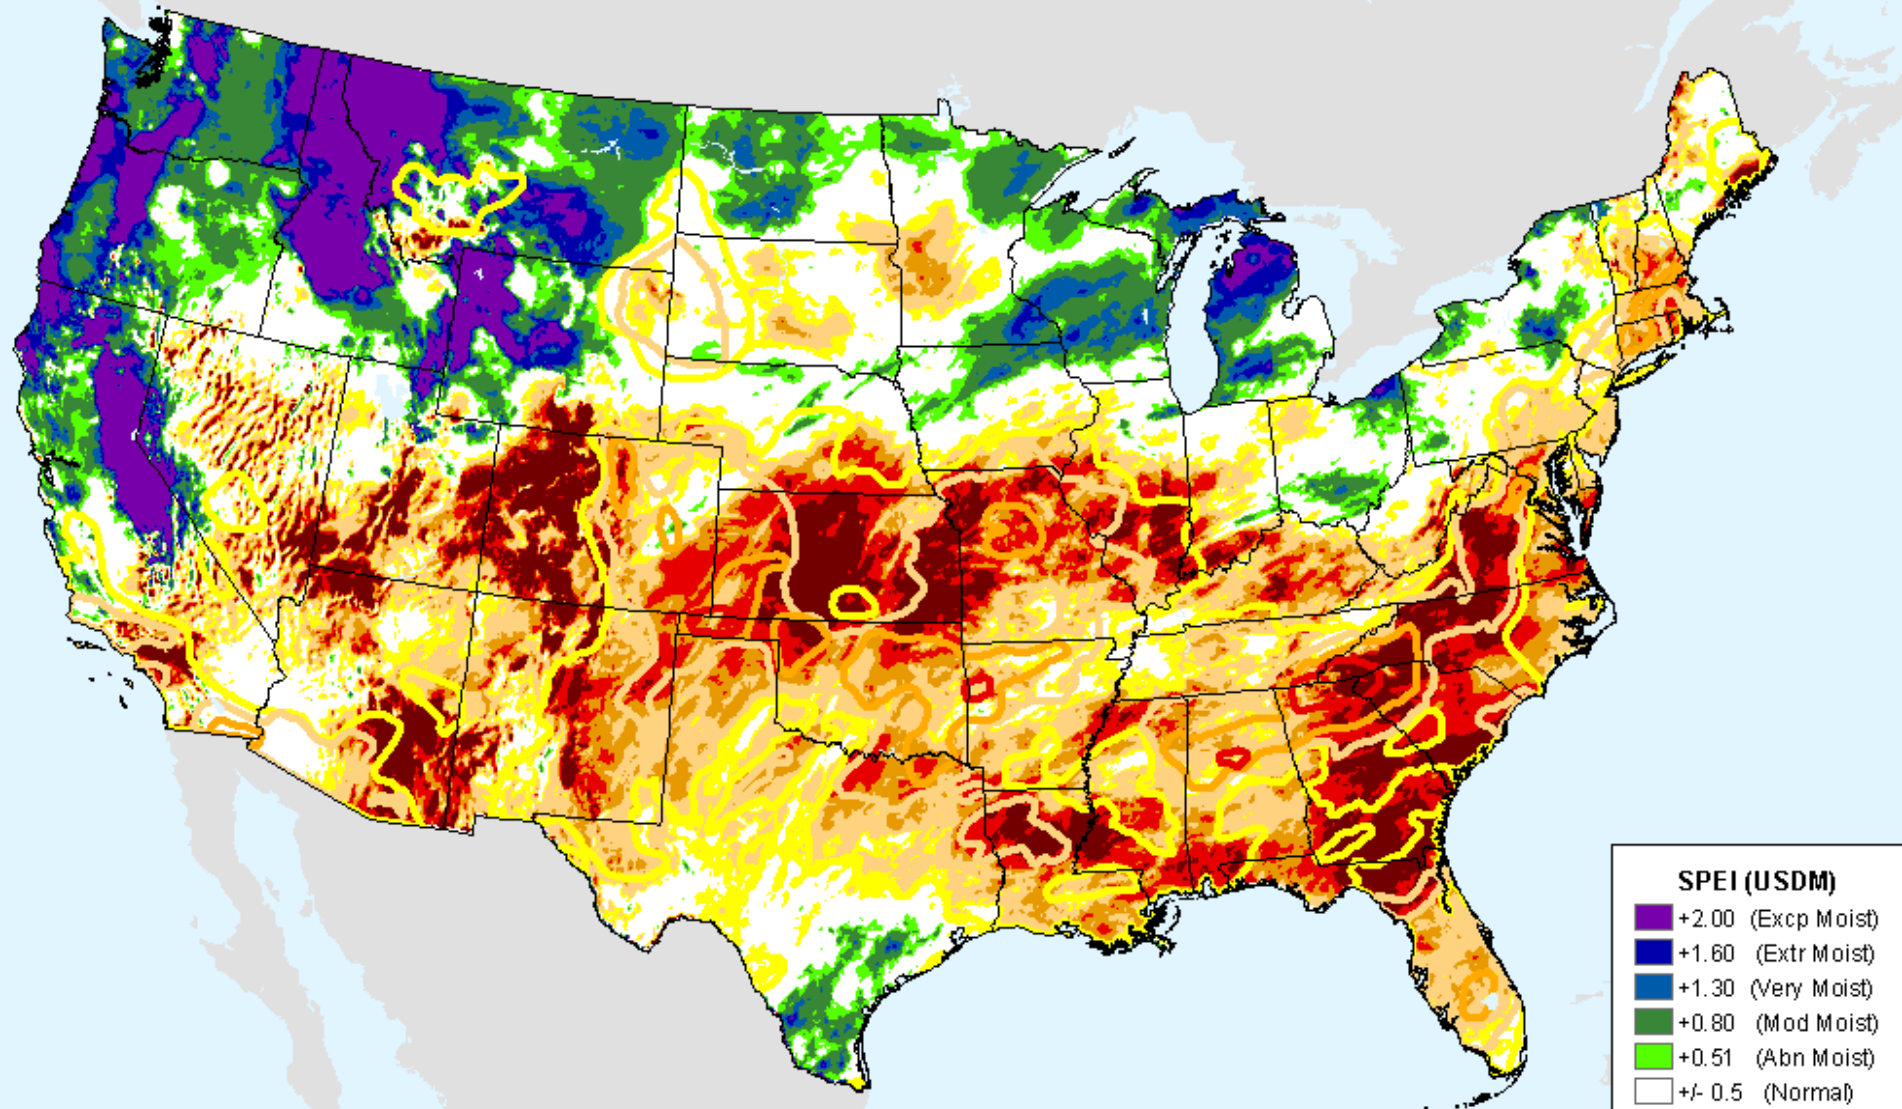 SPEI (USDM)
+2.00 (Excp Moist)
+1.60 (Extr Moist)
+1.30 (Very Moist)
+0.80 (Mod Moist)
+0.51 (Abn Moist)
+/- 0.5 (Normal)